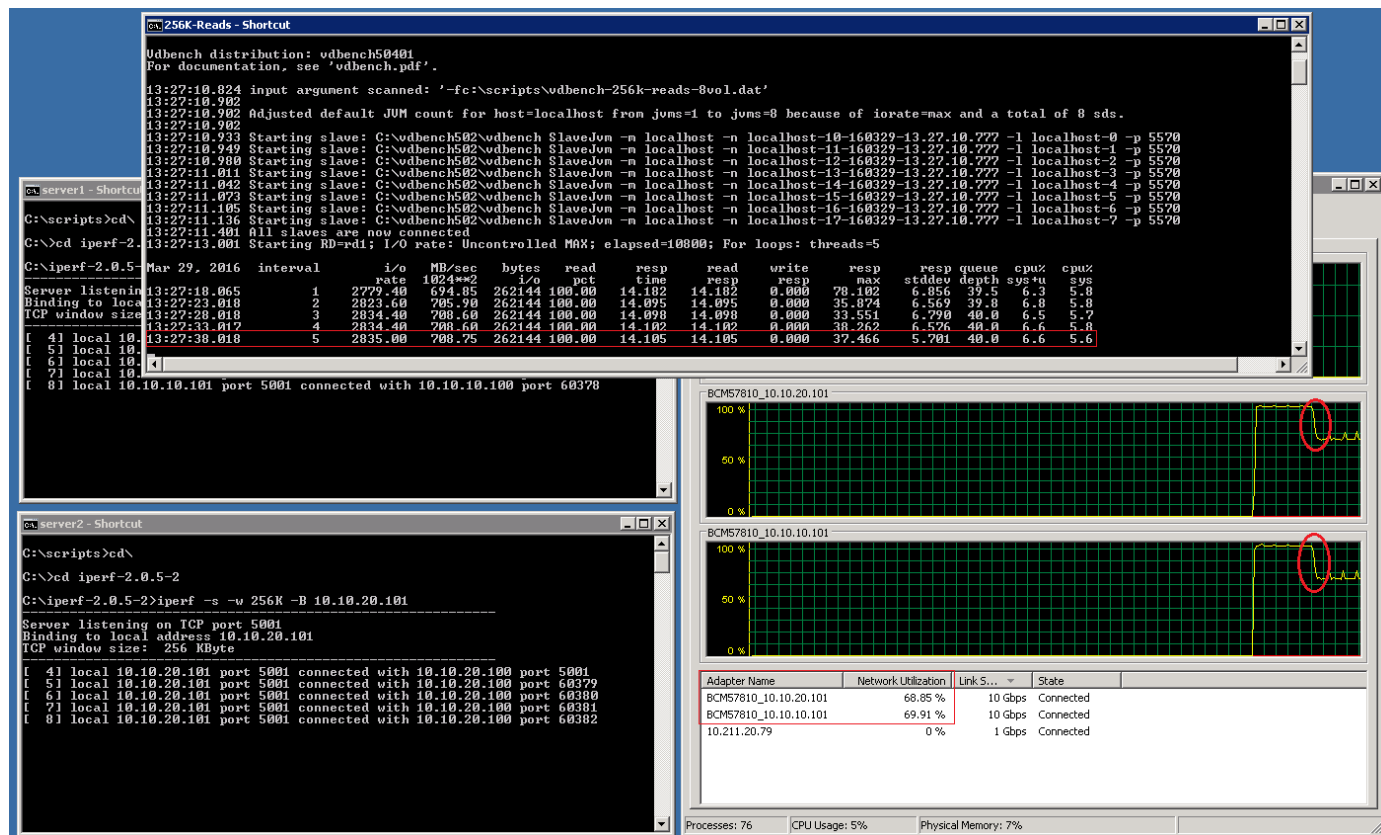 256K-Reads - Shortcut
Vdbench distribution: vdbench50401
For documentation, see 'vdbench.pdf'.
13:27:10.824 input argument scanned: '-fc:\scripts\vdbench-256k-reads-8vol.dat'
13:27:10.902
13:27:10.902 Adjusted default JVM count for host=localhost from jvms=1 to jvms=8 because of iorate=max and a total of 8 sds.
13:27:10.902
13:27:10.933 Starting slave: C:\vdbench502\vdbench SlaveJvm -m localhost -n localhost-10-160329-13.27.10.777 -l localhost-0 -p 5570
13:27:10.949 Starting slave: C:\vdbench502\vdbench SlaveJvm -m localhost -n localhost-11-160329-13.27.10.777 -l localhost-1 -p 5570
13:27:10.980 Starting slave: C:\vdbench502\vdbench SlaveJvm -m localhost -n localhost-12-160329-13.27.10.777 -l localhost-2 -p 5570
13:27:11.011 Starting slave: C:\vdbench502\vdbench SlaveJvm -m localhost -n localhost-13-160329-13.27.10.777 -l localhost-3 -p 5570
13:27:11.042 Starting slave: C:\vdbench502\vdbench SlaveJvm -m localhost -n localhost-14-160329-13.27.10.777 -l localhost-4 -p 5570
13:27:11.073 Starting slave: C:\vdbench502\vdbench SlaveJvm -m localhost -n localhost-15-160329-13.27.10.777 -l localhost-5 -p 5570
13:27:11.105 Starting slave: C:\vdbench502\vdbench SlaveJvm -m localhost -n localhost-16-160329-13.27.10.777 -l localhost-6 -p 5570
13:27:11.136 Starting slave: C:\vdbench502\vdbench SlaveJvm -m localhost -n localhost-17-160329-13.27.10.777 -l localhost-7 -p 5570
13:27:11.401 All slaves are now connected
13:27:13.001 Starting RD=rd1; I/O rate: Uncontrolled MAX; elapsed=10800; For loops: threads=5
Mar 29, 2016 interval i/o MB/sec bytes read resp read write resp resp queue cpu% cpu%
rate 1024**2 i/o pct time resp resp max stddev depth sys+u sys
13:27:18.065 1 2779.40 694.85 262144 100.00 14.182 14.182 0.000 78.102 6.856 39.5 6.3 5.8
13:27:23.018 2 2823.60 705.90 262144 100.00 14.095 14.095 0.000 35.874 6.569 39.8 6.8 5.8
13:27:28.018 3 2834.40 708.60 262144 100.00 14.098 14.098 0.000 33.551 6.790 40.0 6.5 5.7
13:27:33.017 4 2834.40 708.60 262144 100.00 14.102 14.102 0.000 38.262 6.576 40.0 6.6 5.8
13:27:38.018 5 2835.00 708.75 262144 100.00 14.105 14.105 0.000 37.466 5.701 40.0 6.6 5.6
server1 - Shortcu
C:\scripts>cd\
C:\>cd iperf-2.
C:\iperf-2.0.5-
Server listenin
Binding to loca
TCP window size
[ 4] local 10.
[ 5] local 10.
[ 6] local 10.
[ 7] local 10.
[ 8] local 10.10.10.101 port 5001 connected with 10.10.10.100 port 60378
server2 - Shortcut
C:\scripts>cd\
C:\>cd iperf-2.0.5-2
C:\iperf-2.0.5-2>iperf -s -w 256K -B 10.10.20.101
Server listening on TCP port 5001
Binding to local address 10.10.20.101
TCP window size: 256 KByte
[ 4] local 10.10.20.101 port 5001 connected with 10.10.20.100 port 5001
[ 5] local 10.10.20.101 port 5001 connected with 10.10.20.100 port 60379
[ 6] local 10.10.20.101 port 5001 connected with 10.10.20.100 port 60380
[ 7] local 10.10.20.101 port 5001 connected with 10.10.20.100 port 60381
[ 8] local 10.10.20.101 port 5001 connected with 10.10.20.100 port 60382
BCM57810_10.10.20.101
100 %
50 %
0 %
BCM57810_10.10.10.101
100 %
50 %
0 %
Adapter Name Network Utilization Link S... State
BCM57810_10.10.20.101 68.85 % 10 Gbps Connected
BCM57810_10.10.10.101 69.91 % 10 Gbps Connected
10.211.20.79 0 % 1 Gbps Connected
Processes: 76 CPU Usage: 5% Physical Memory: 7%